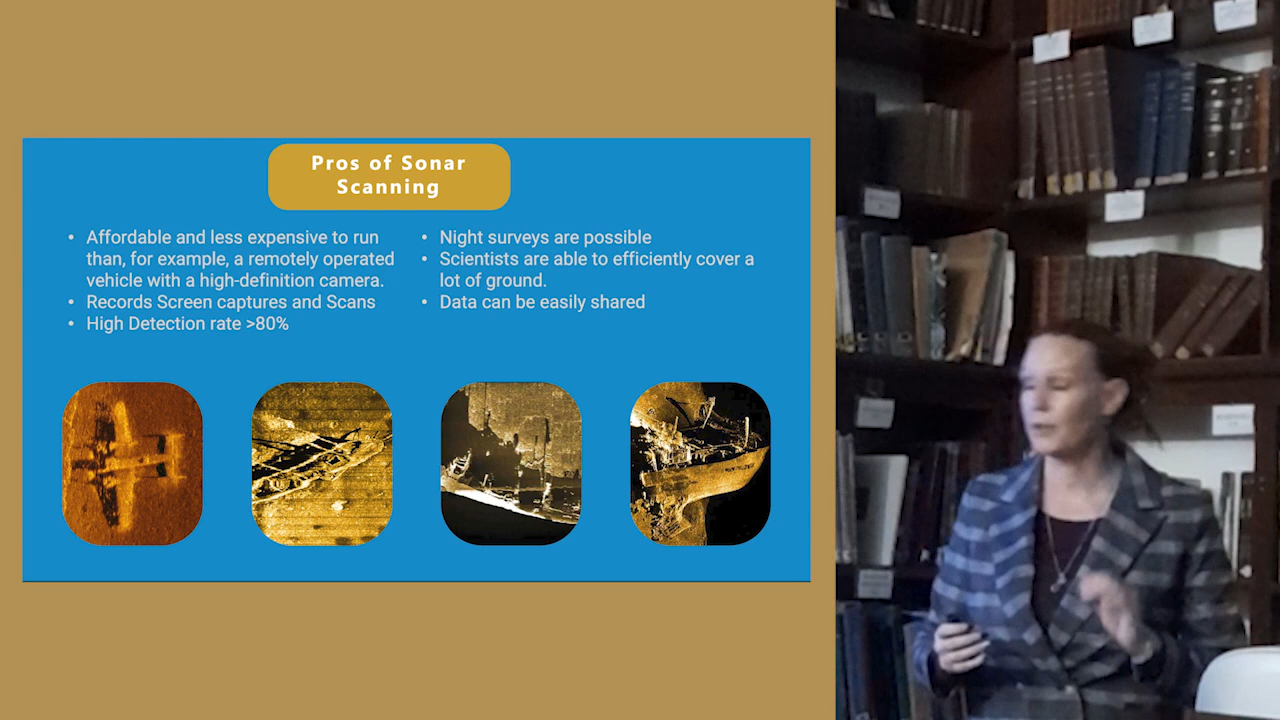 Pros of Sonar
Scanning
• Affordable and less expensive to run
than, for example, a remotely operated
vehicle with a high-definition camera.
• Records Screen captures and Scans
• High Detection rate >80%
• Night surveys are possible
• Scientists are able to efficiently cover a
lot of ground.
• Data can be easily shared